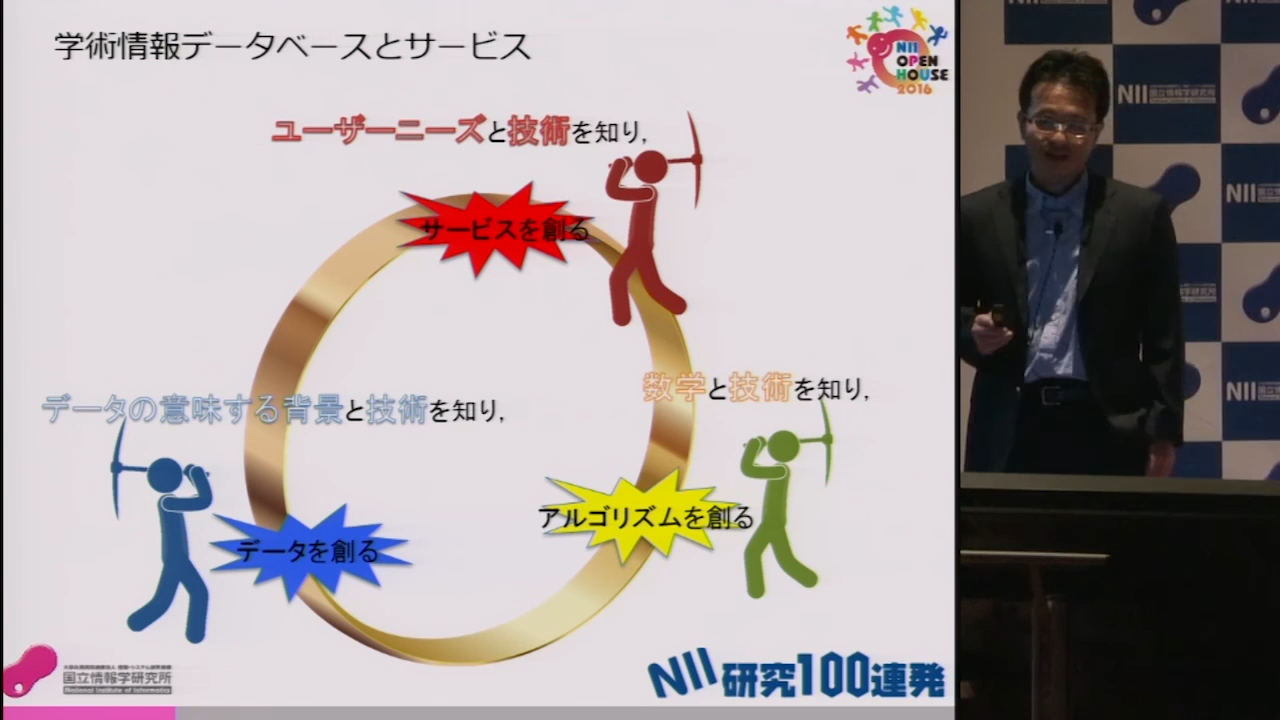 学術情報データベースとサービス
NII
OPEN
HOUSE
2016
ユーザーニーズと技術を知り,
サービスを創る
数学と技術を知り,
データの意味する背景と技術を知り,
アルゴリズムを創る
データを創る
国立情報学研究所
National Institute of Informatics
NII 研究100連発
NII 国立情報学研究所
NII
NII